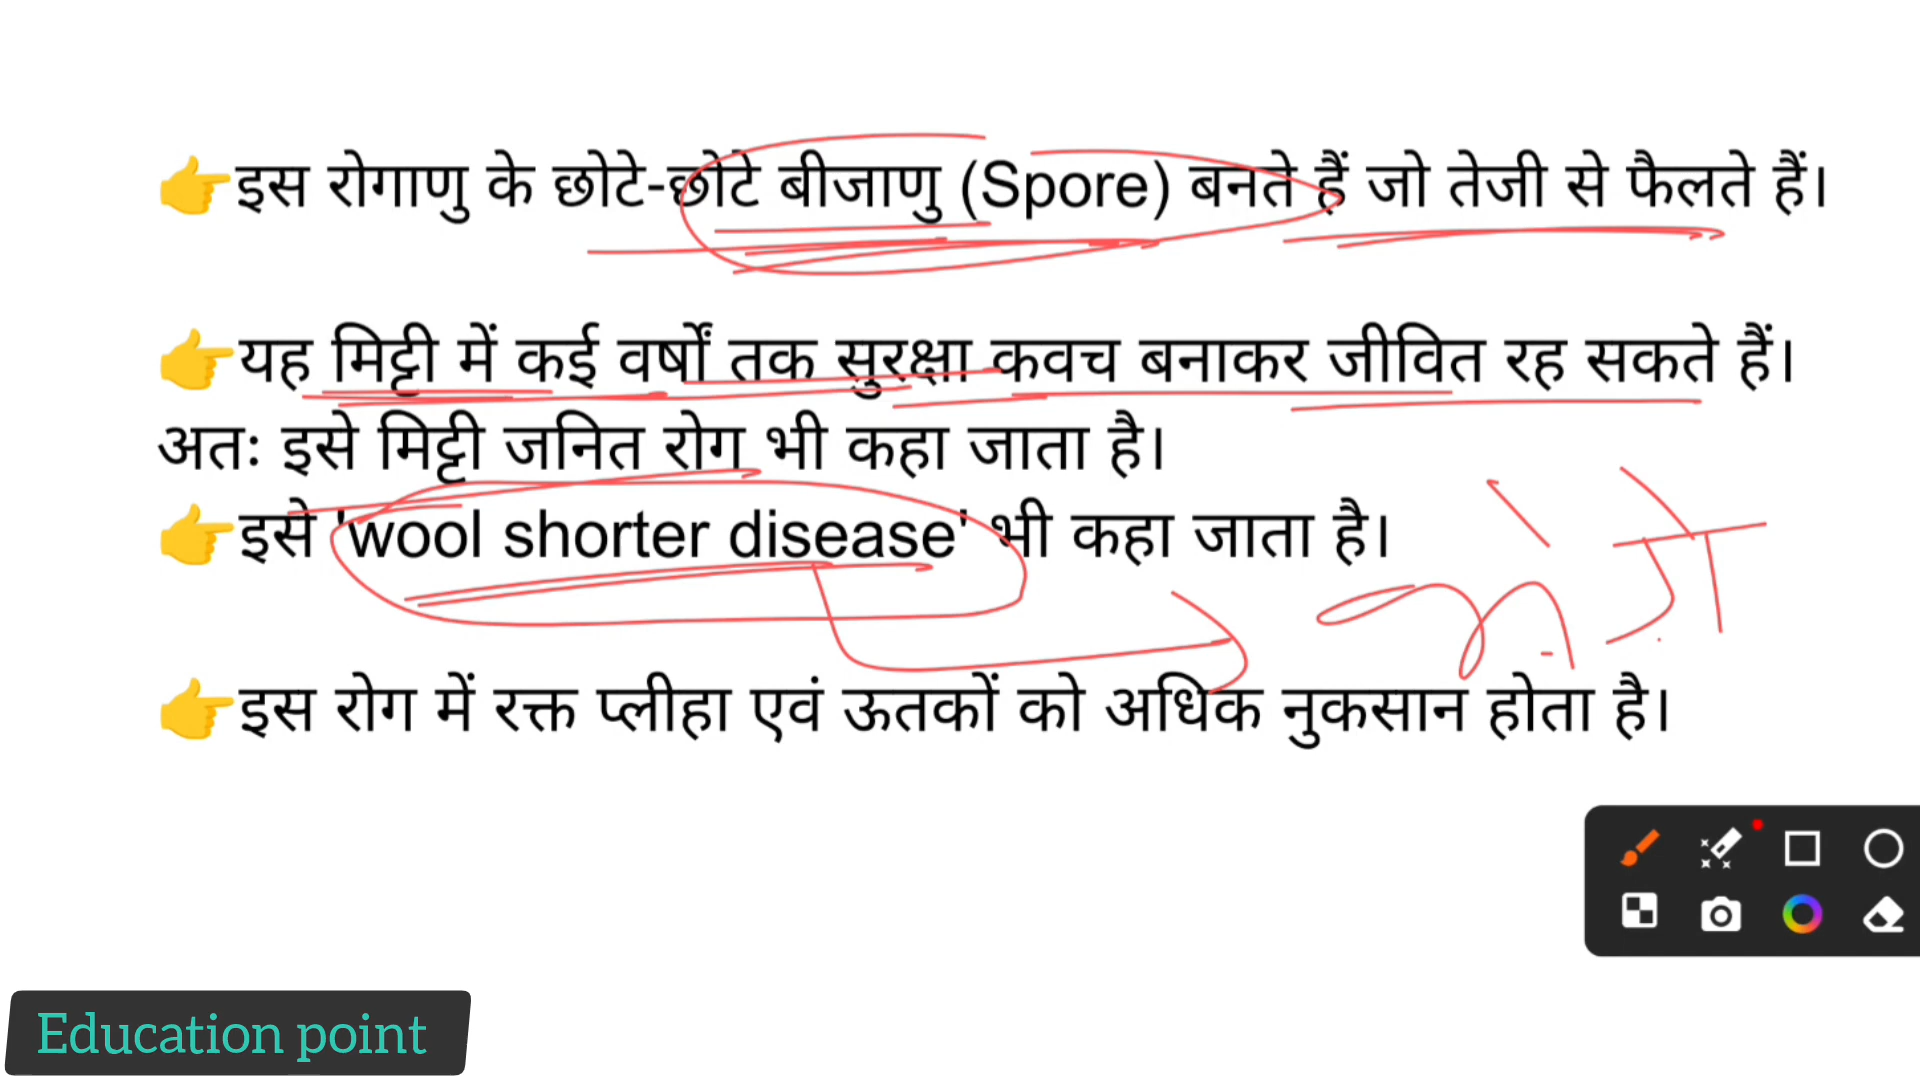 👉इस रोगाणु के छोटे-छोटे बीजाणु (Spore) बनते हैं जो तेजी से फैलते हैं।
👉यह मिट्टी में कई वर्षों तक सुरक्षा कवच बनाकर जीवित रह सकते हैं।
अतः इसे मिट्टी जनित रोग भी कहा जाता है।
👉इसे 'wool shorter disease' भी कहा जाता है।
👉इस रोग में रक्त प्लीहा एवं ऊतकों को अधिक नुकसान होता है।
Education point